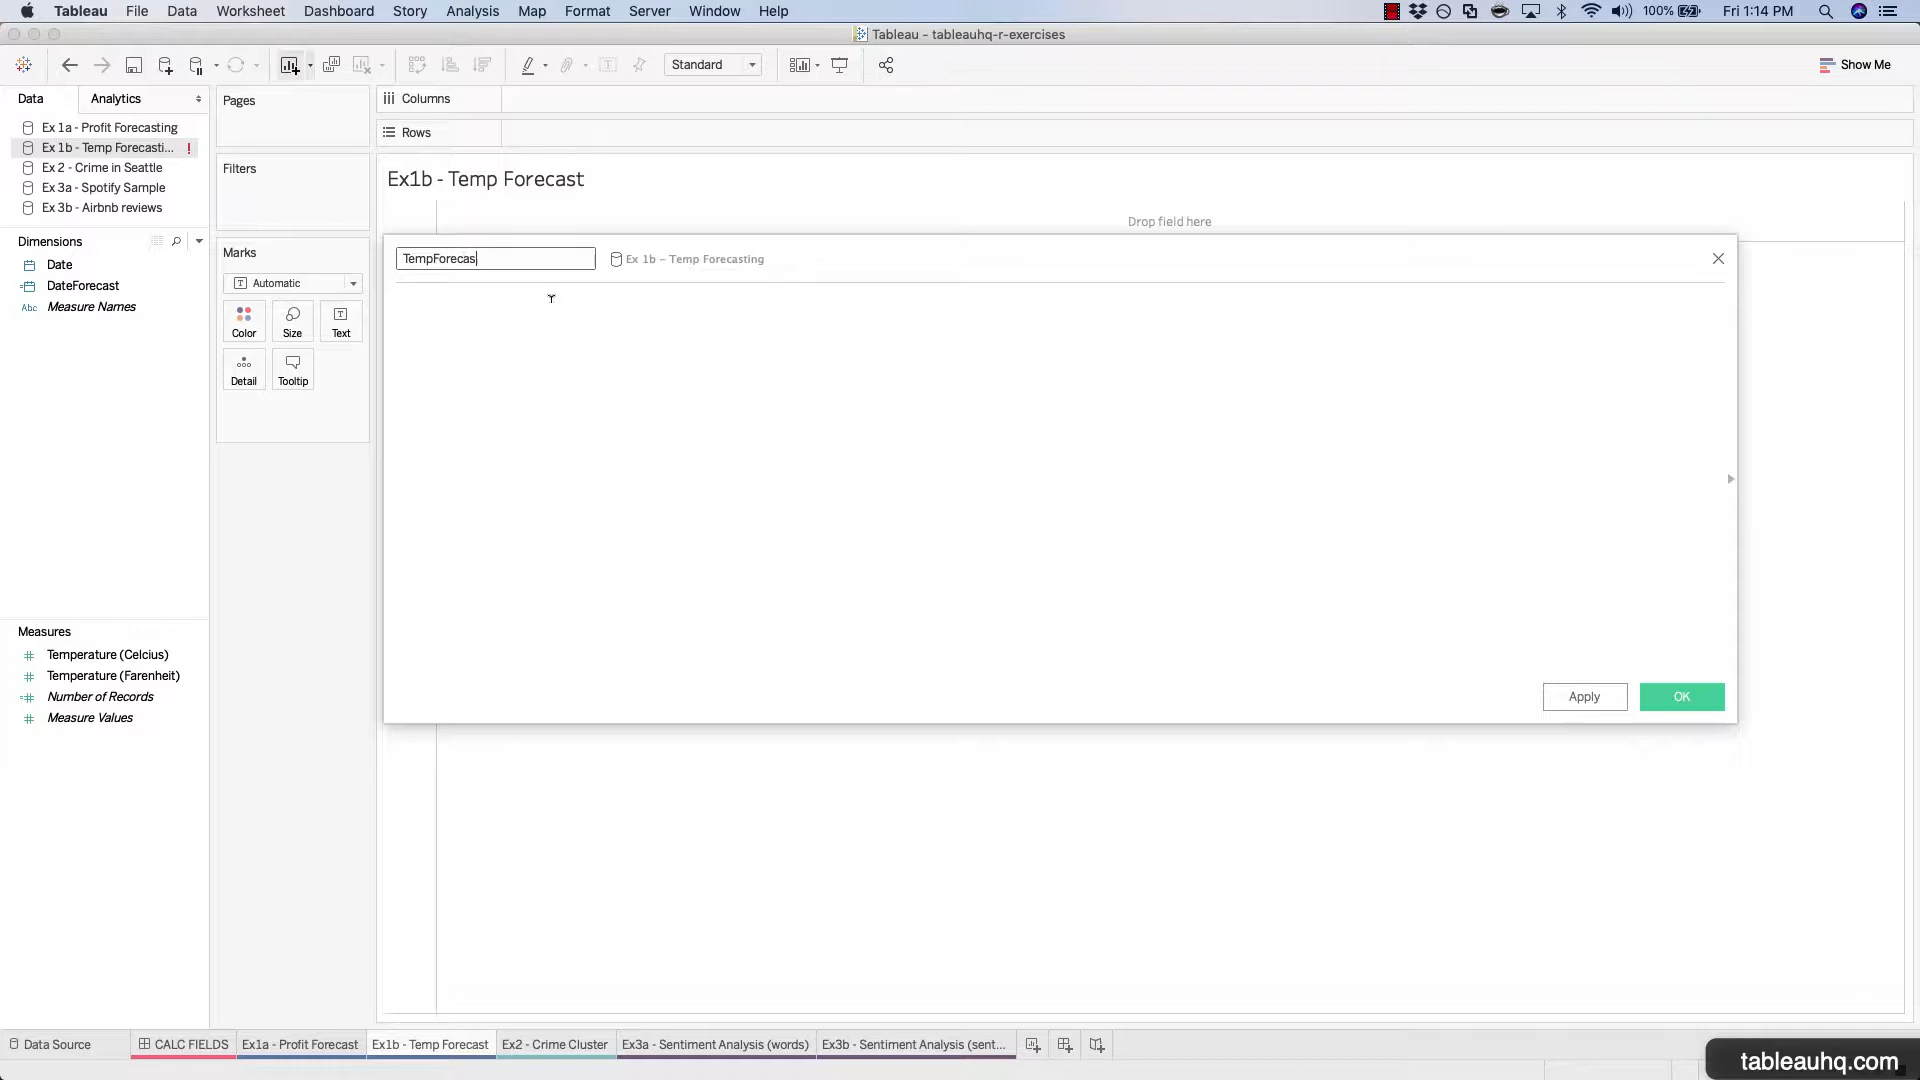 Tableau File Data Worksheet Dashboard Story Analysis Map Format Server Window Help 100% Fri 1:14 PM
Tableau - tableauhq-r-exercises
Standard Show Me
Data Analytics
Ex 1a - Profit Forecasting
Ex 1b - Temp Forecasti... !
Ex 2 - Crime in Seattle
Ex 3a - Spotify Sample
Ex 3b - Airbnb reviews
Dimensions
Date
DateForecast
Abc Measure Names
Measures
Temperature (Celcius)
Temperature (Farenheit)
Number of Records
Measure Values
Pages
Filters
Marks
T Automatic
Color Size Text
Detail Tooltip
Columns
Rows
Ex1b - Temp Forecast
Drop field here
TempForecas Ex 1b – Temp Forecasting
Apply OK
Data Source CALC FIELDS Ex1a - Profit Forecast Ex1b - Temp Forecast Ex2 - Crime Cluster Ex3a - Sentiment Analysis (words) Ex3b - Sentiment Analysis (sent...
tableauhq.com